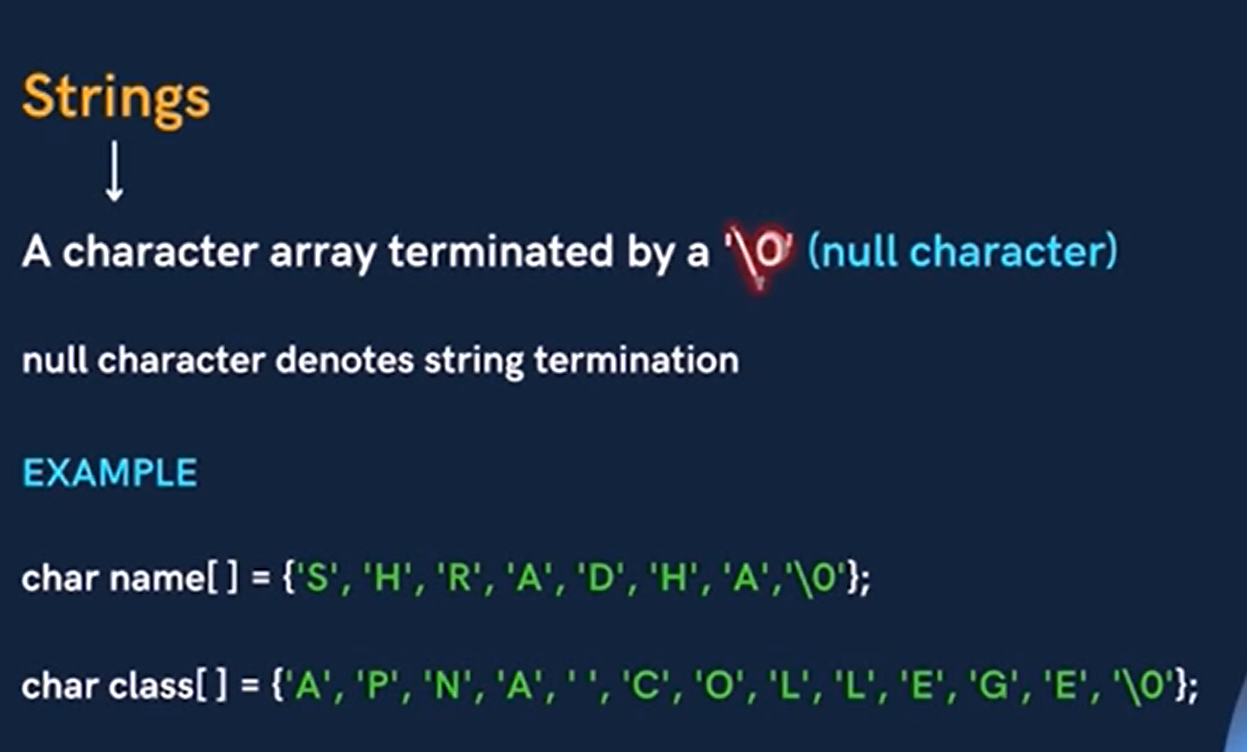 Strings
A character array terminated by a '\0' (null character)
null character denotes string termination
EXAMPLE
char name[ ] = {'S', 'H', 'R', 'A', 'D', 'H', 'A','\0'};
char class[ ] = {'A', 'P', 'N', 'A', ' ', 'C', 'O', 'L', 'L', 'E', 'G', 'E', '\0'};